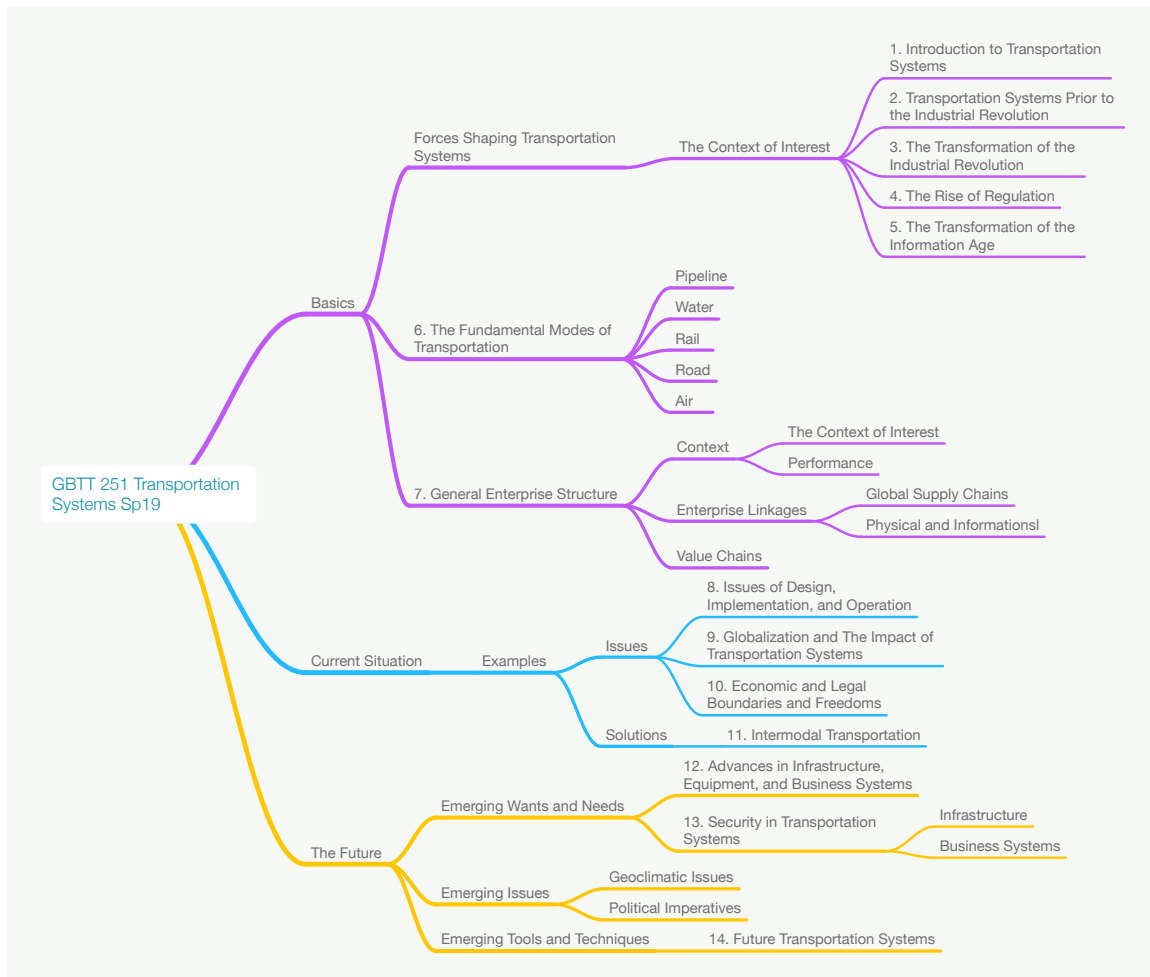 GBTT 251 Transportation
Systems Sp19
Basics
Forces Shaping Transportation
Systems
The Context of Interest
1. Introduction to Transportation
Systems
2. Transportation Systems Prior to
the Industrial Revolution
3. The Transformation of the
Industrial Revolution
4. The Rise of Regulation
5. The Transformation of the
Information Age
6. The Fundamental Modes of
Transportation
Pipeline
Water
Rail
Road
Air
7. General Enterprise Structure
Context
The Context of Interest
Performance
Enterprise Linkages
Global Supply Chains
Physical and Informationsl
Value Chains
Current Situation
Examples
Issues
8. Issues of Design,
Implementation, and Operation
9. Globalization and The Impact of
Transportation Systems
10. Economic and Legal
Boundaries and Freedoms
Solutions
11. Intermodal Transportation
The Future
Emerging Wants and Needs
12. Advances in Infrastructure,
Equipment, and Business Systems
13. Security in Transportation
Systems
Infrastructure
Business Systems
Emerging Issues
Geoclimatic Issues
Political Imperatives
Emerging Tools and Techniques
14. Future Transportation Systems